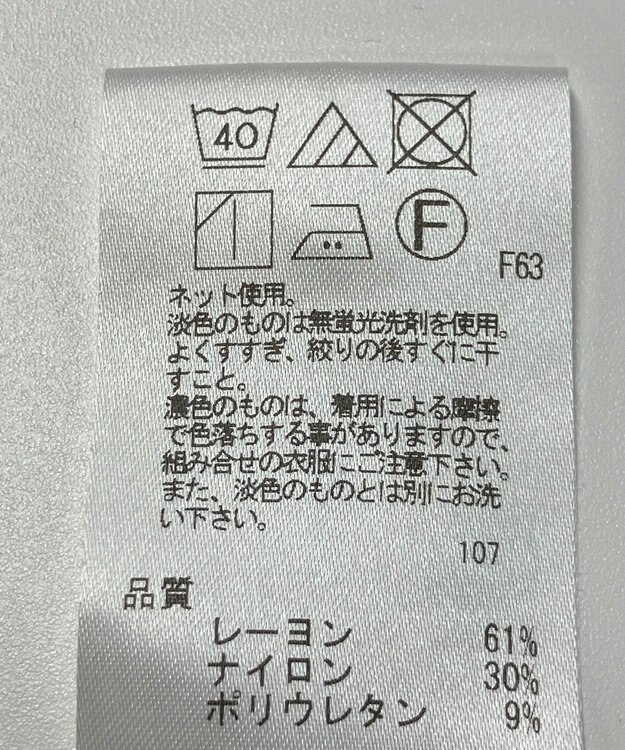 40
F
F63
ネット使用。
淡色のものは無蛍光洗剤を使用。
よくすすぎ、絞りの後すぐに干
すこと。
濃色のものは、着用による摩擦
で色落ちする事がありますので、
組み合せの衣服にご注意下さい。
また、淡色のものとは別にお洗
い下さい。
107
品質
レーヨン 61%
ナイロン 30%
ポリウレタン 9%